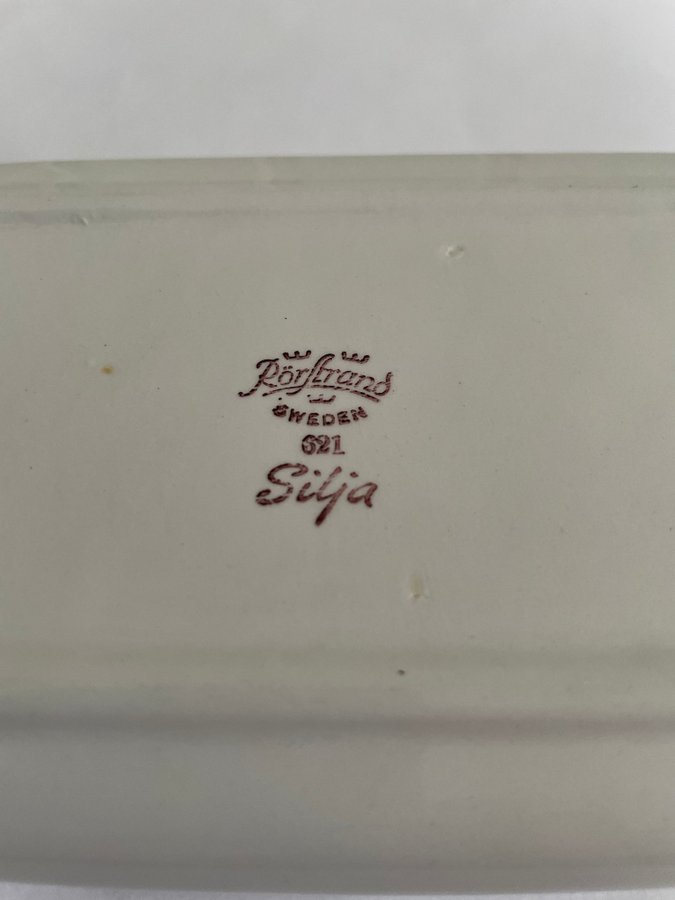 Rörstrand
SWEDEN
621
Silja